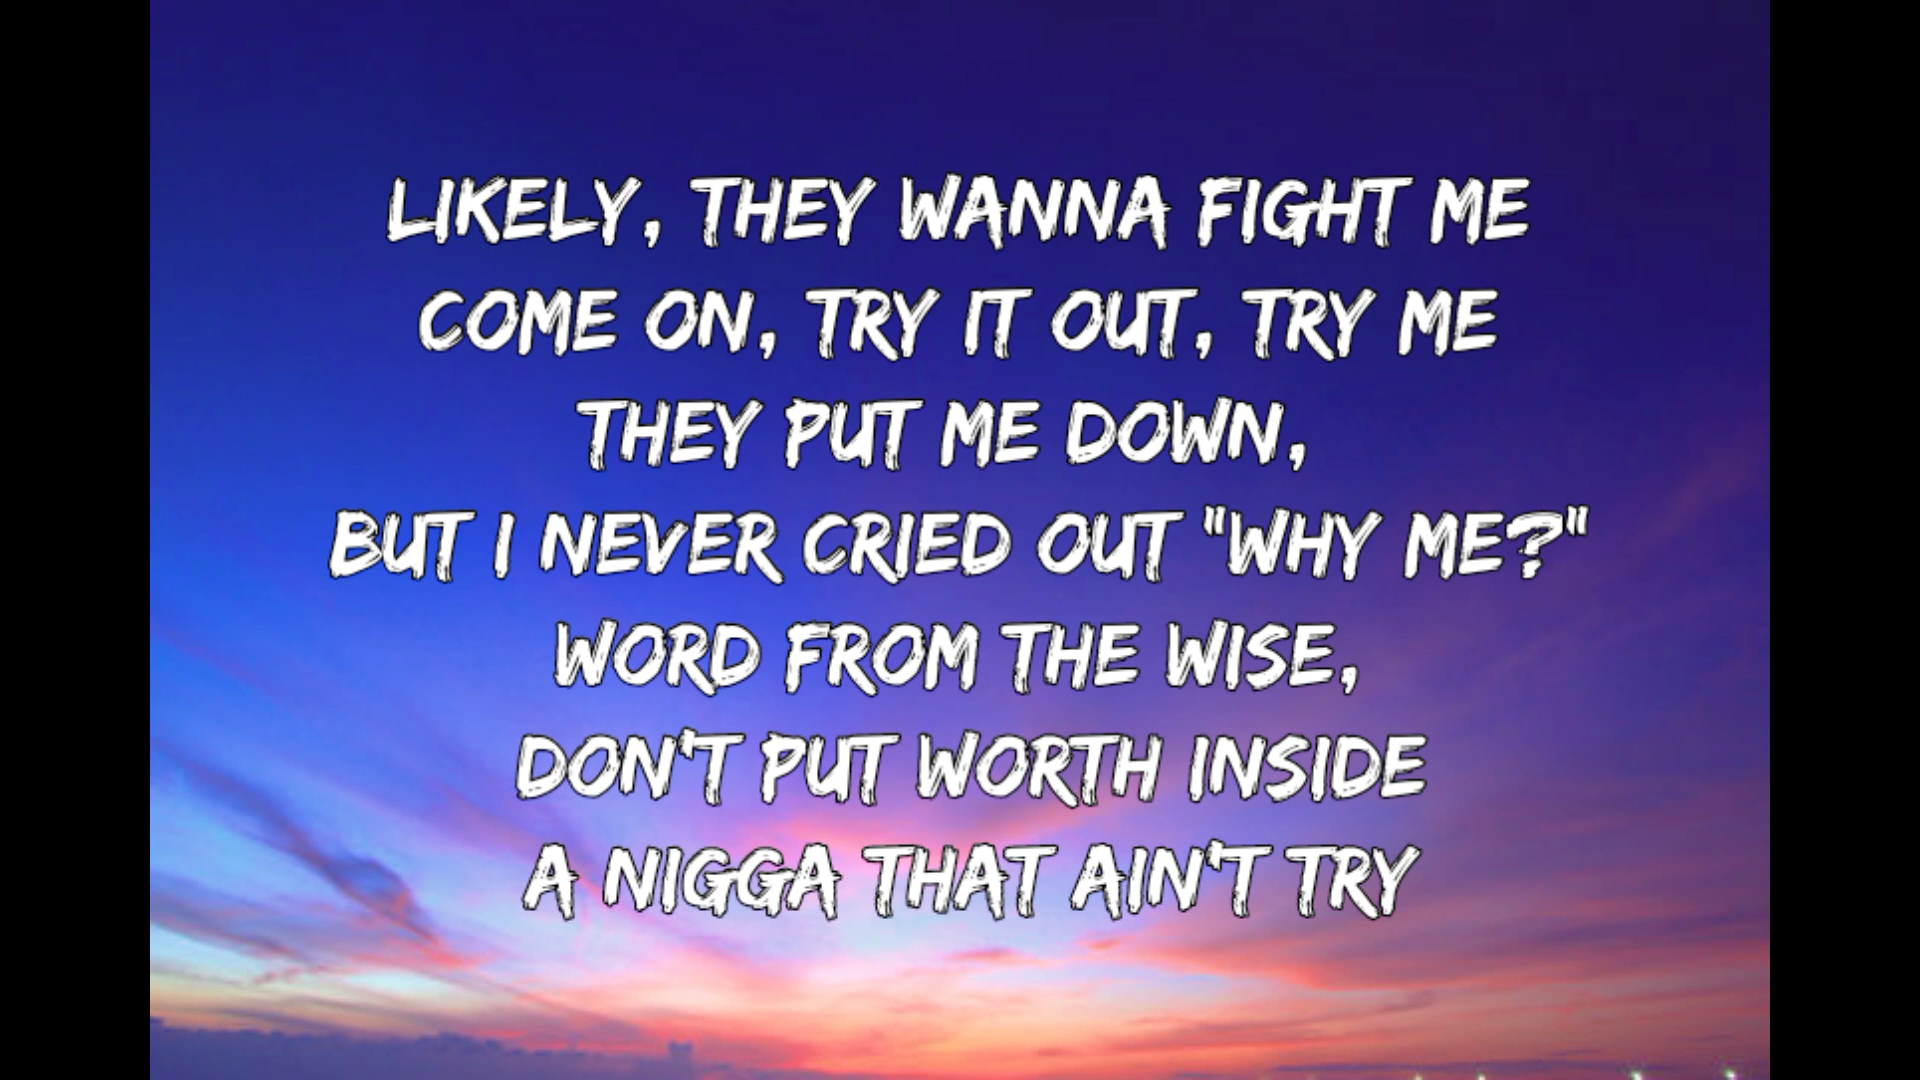 LIKELY, THEY WANNA FIGHT ME
COME ON, TRY IT OUT, TRY ME
THEY PUT ME DOWN,
BUT I NEVER CRIED OUT "WHY ME?"
WORD FROM THE WISE,
DON'T PUT WORTH INSIDE
A NIGGA THAT AIN'T TRY